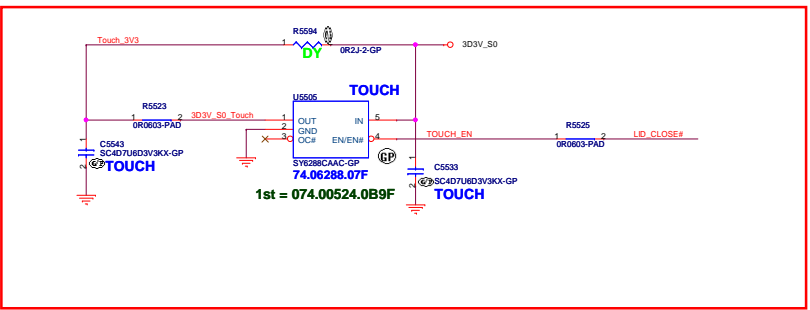 R5594
Touch_3V3
1
2
3D3V_S0
DY
0R2J-2-GP
TOUCH
U5505
R5523
3D3V_S0_Touch
1
2
0R0603-PAD
1
OUT
IN
5
2
GND
3
OC#
EN/EN#
4
TOUCH_EN
R5525
1
2
LID_CLOSE#
0R0603-PAD
1
C5543
SC4D7U6D3V3KX-GP
2
TOUCH
SY6288CAAC-GP
GP
74.06288.07F
1st = 074.00524.0B9F
1
C5533
SC4D7U6D3V3KX-GP
2
TOUCH